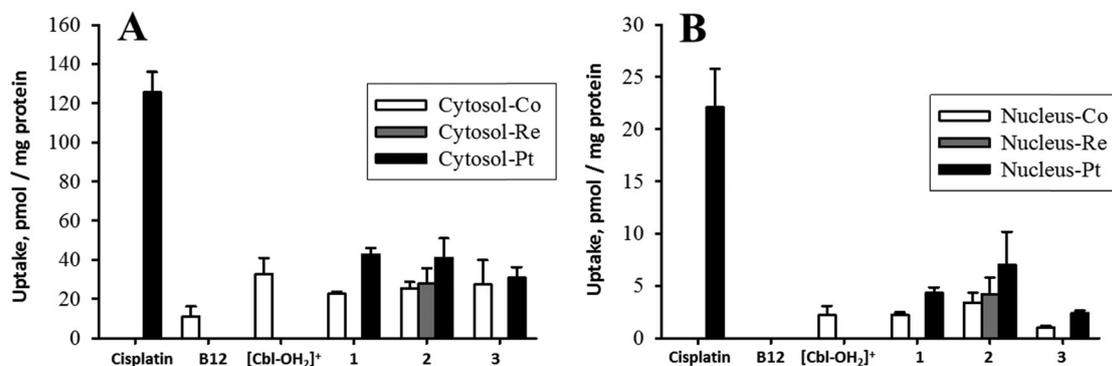 A
Uptake, pmol / mg protein
160
140
120
100
80
60
40
20
0
Cytosol-Co
Cytosol-Re
Cytosol-Pt
Cisplatin B12 [Cbl-OH₂]⁺ 1 2 3
B
Uptake, pmol / mg protein
30
25
20
15
10
5
0
Nucleus-Co
Nucleus-Re
Nucleus-Pt
Cisplatin B12 [Cbl-OH₂]⁺ 1 2 3